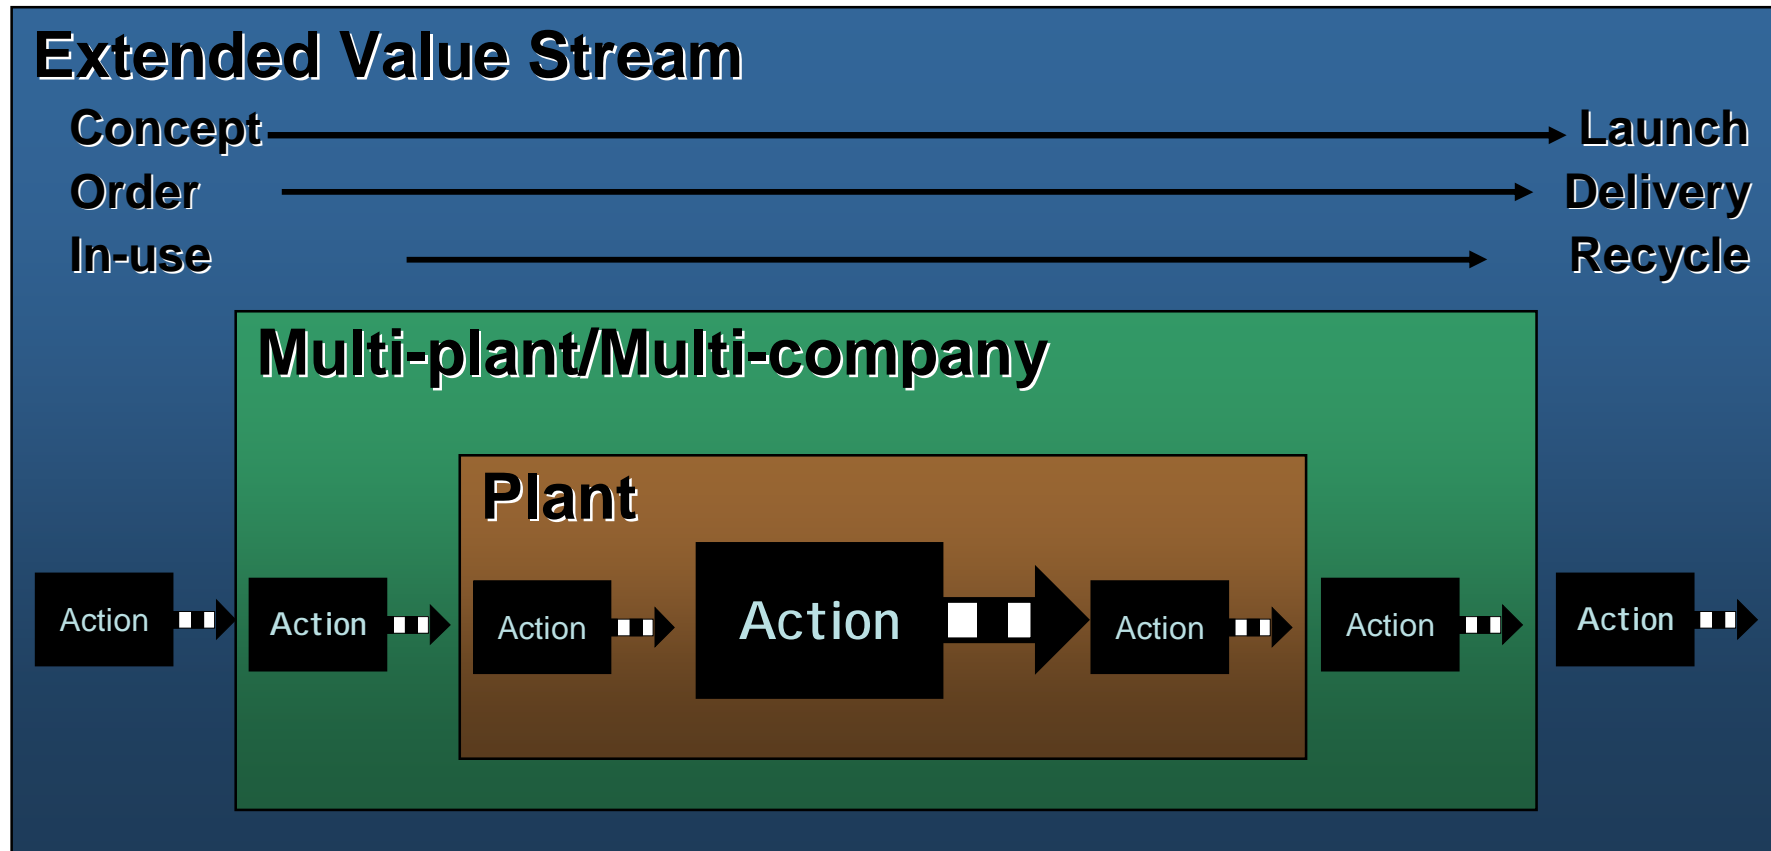 Extended Value Stream
Concept Launch
Order Delivery
In-use Recycle
Multi-plant/Multi-company
Plant
Action Action Action Action Action Action Action